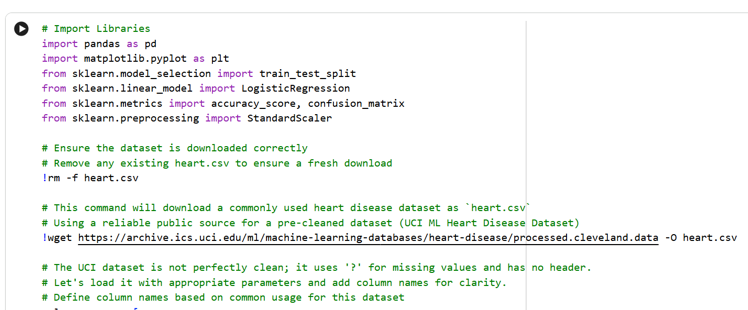 # Import Libraries
import pandas as pd
import matplotlib.pyplot as plt
from sklearn.model_selection import train_test_split
from sklearn.linear_model import LogisticRegression
from sklearn.metrics import accuracy_score, confusion_matrix
from sklearn.preprocessing import StandardScaler
# Ensure the dataset is downloaded correctly
# Remove any existing heart.csv to ensure a fresh download
!rm -f heart.csv
# This command will download a commonly used heart disease dataset as `heart.csv`
# Using a reliable public source for a pre-cleaned dataset (UCI ML Heart Disease Dataset)
!wget https://archive.ics.uci.edu/ml/machine-learning-databases/heart-disease/processed.cleveland.data -O heart.csv
# The UCI dataset is not perfectly clean; it uses '?' for missing values and has no header.
# Let's load it with appropriate parameters and add column names for clarity.
# Define column names based on common usage for this dataset